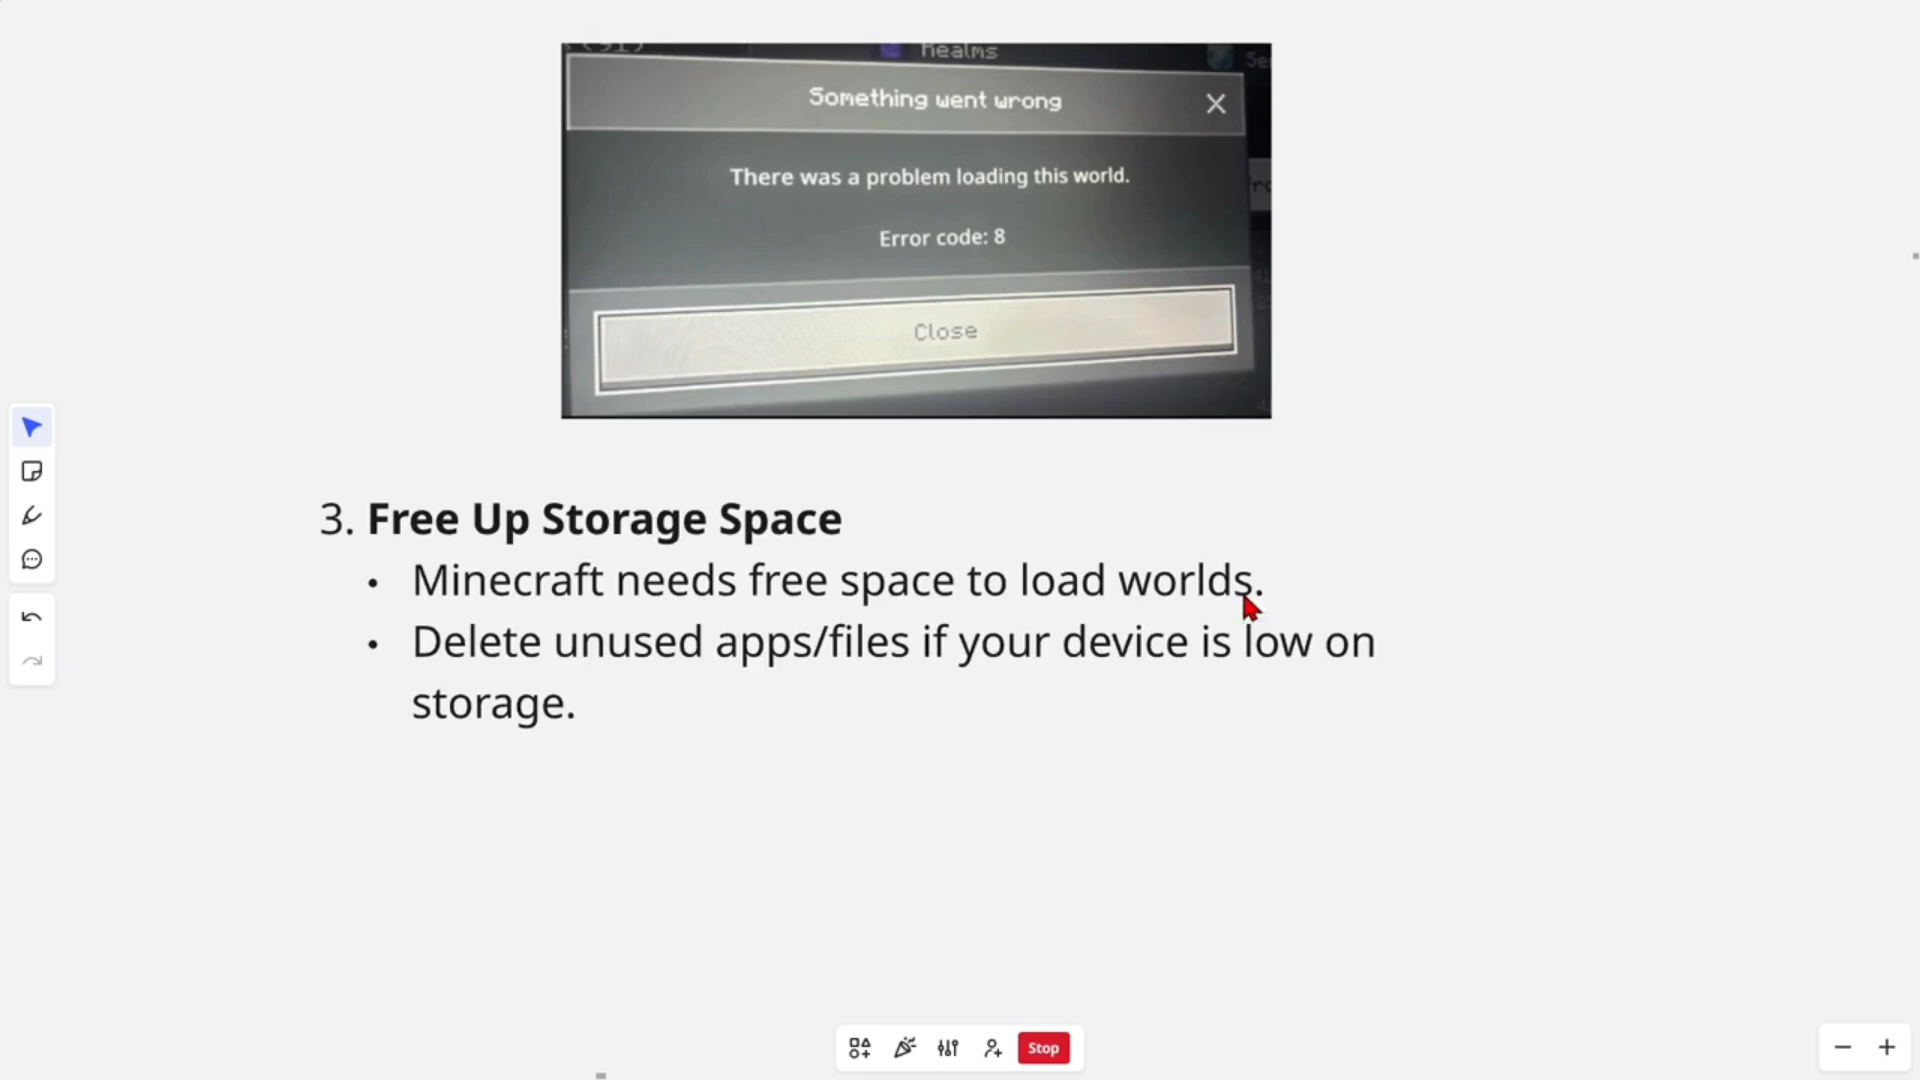 Realms
Something went wrong
There was a problem loading this world.
Error code: 8
Close
3. Free Up Storage Space
• Minecraft needs free space to load worlds.
• Delete unused apps/files if your device is low on
storage.
Stop